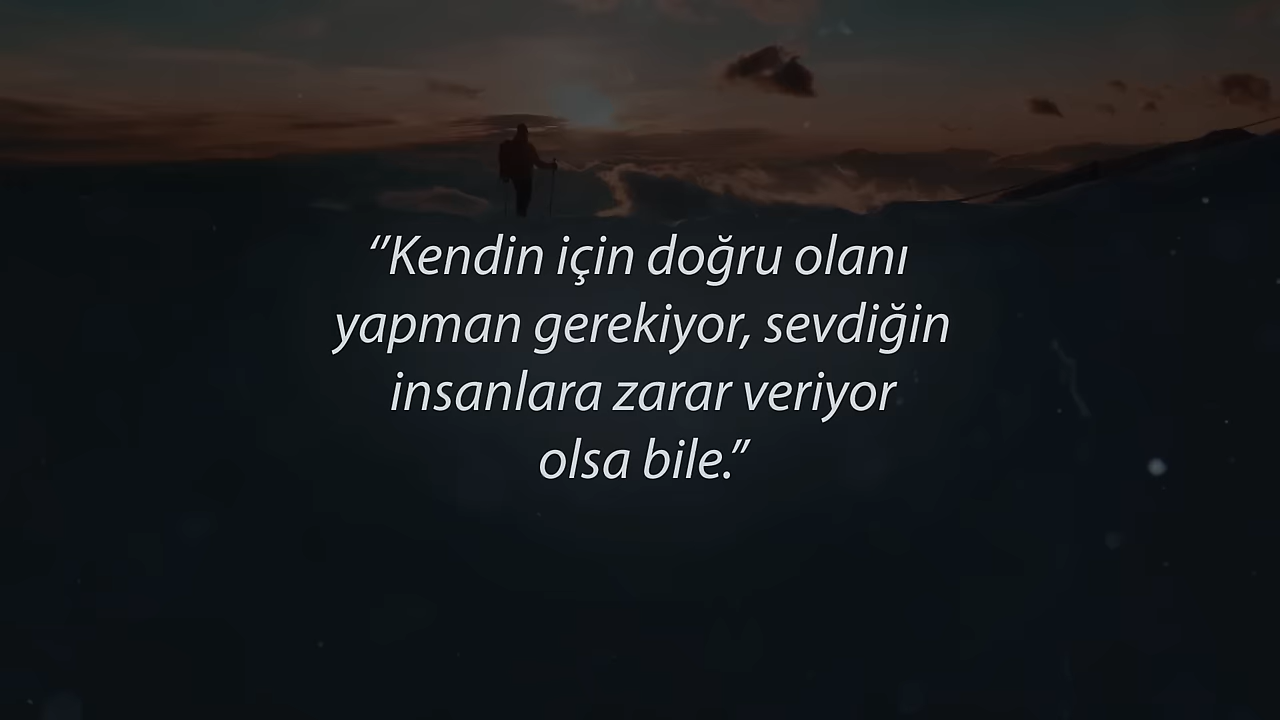 “Kendin için doğru olanı
yapman gerekiyor, sevdiğin
insanlara zarar veriyor
olsa bile.”